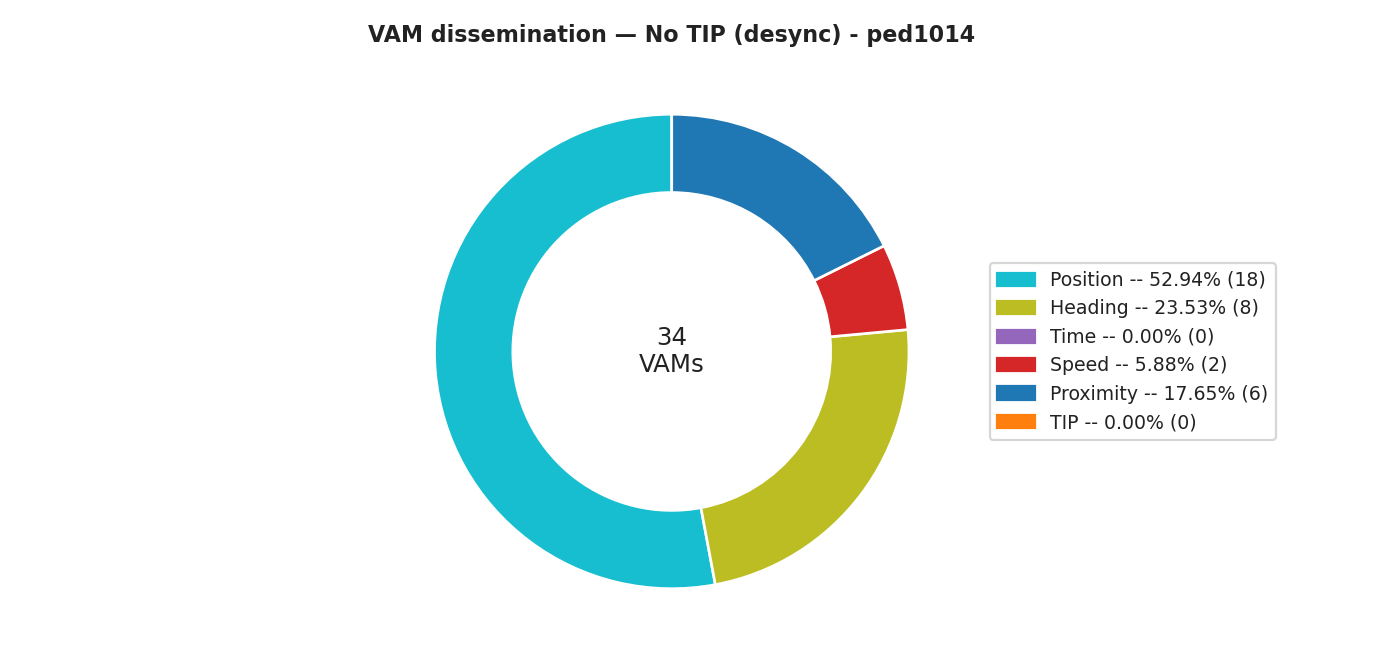 VAM dissemination — No TIP (desync) - ped1014
34
VAMs
Position -- 52.94% (18)
Heading -- 23.53% (8)
Time -- 0.00% (0)
Speed -- 5.88% (2)
Proximity -- 17.65% (6)
TIP -- 0.00% (0)